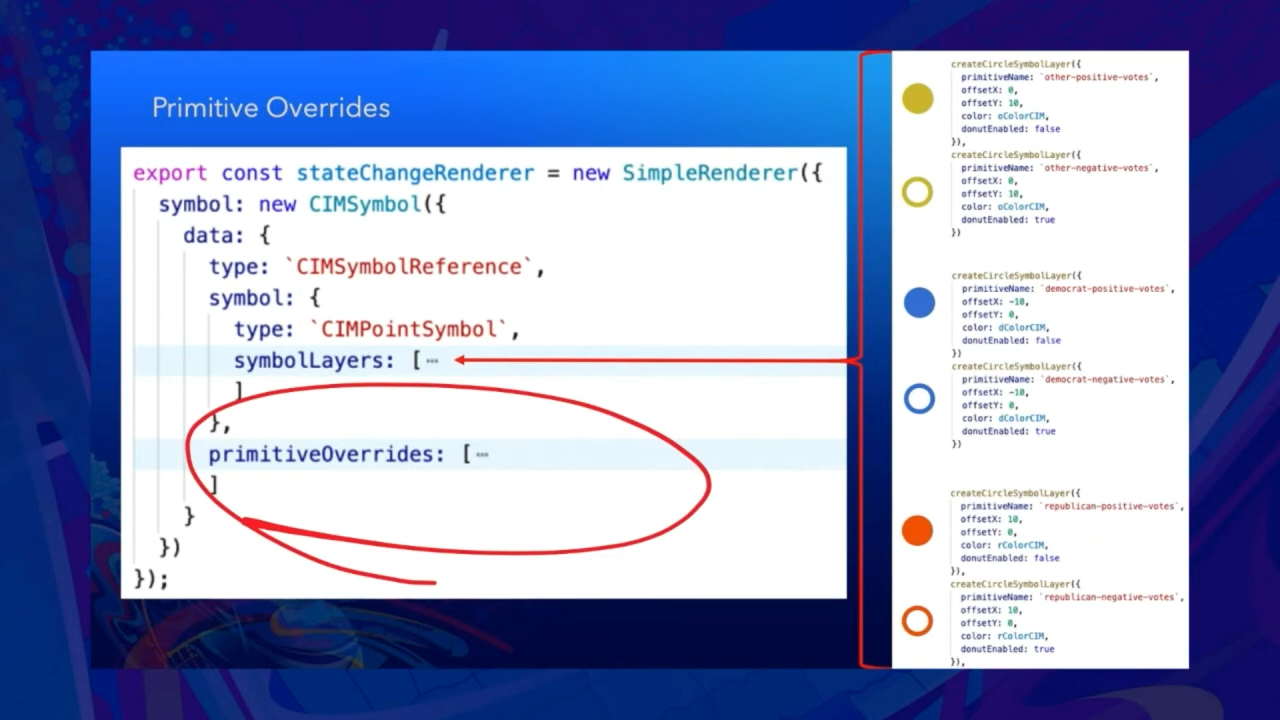 Primitive Overrides
export const stateChangeRenderer = new SimpleRenderer({
symbol: new CIMSymbol({
data: {
type: `CIMSymbolReference`,
symbol: {
type: `CIMPointSymbol`,
symbolLayers: [⋯
]
},
primitiveOverrides: [⋯
]
}
})
});
createCircleSymbolLayer({
primitiveName: `other-positive-votes`,
offsetX: 0,
offsetY: 10,
color: oColorCIM,
donutEnabled: false
}),
createCircleSymbolLayer({
primitiveName: `other-negative-votes`,
offsetX: 0,
offsetY: 10,
color: oColorCIM,
donutEnabled: true
})
createCircleSymbolLayer({
primitiveName: `democrat-positive-votes`,
offsetX: -10,
offsetY: 0,
color: dColorCIM,
donutEnabled: false
})
createCircleSymbolLayer({
primitiveName: `democrat-negative-votes`,
offsetX: -10,
offsetY: 0,
color: dColorCIM,
donutEnabled: true
})
createCircleSymbolLayer({
primitiveName: `republican-positive-votes`,
offsetX: 10,
offsetY: 0,
color: rColorCIM,
donutEnabled: false
}),
createCircleSymbolLayer({
primitiveName: `republican-negative-votes`,
offsetX: 10,
offsetY: 0,
color: rColorCIM,
donutEnabled: true
}),